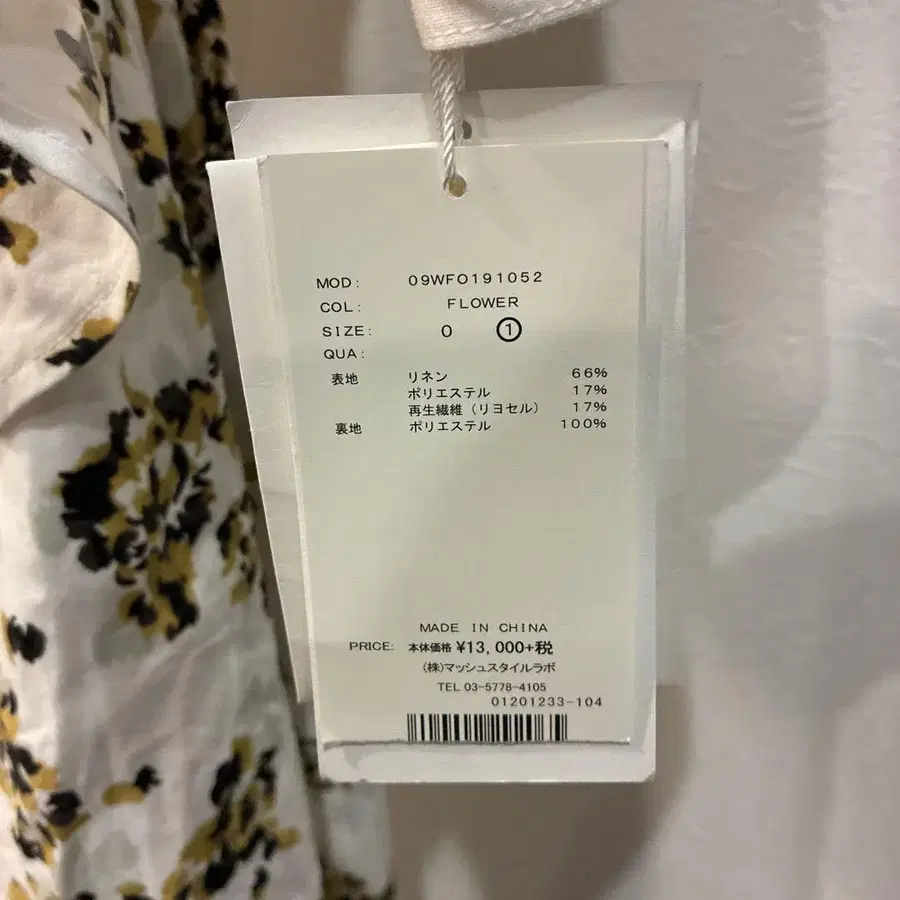 MOD: 09WFO191052
COL: FLOWER
SIZE: 0 ①
QUA:
表地 リネン 66%
ポリエステル 17%
再生繊維（リヨセル） 17%
裏地 ポリエステル 100%
MADE IN CHINA
PRICE: 本体価格 ¥13,000+税
(株)マッシュスタイルラボ
TEL 03-5778-4105
01201233-104